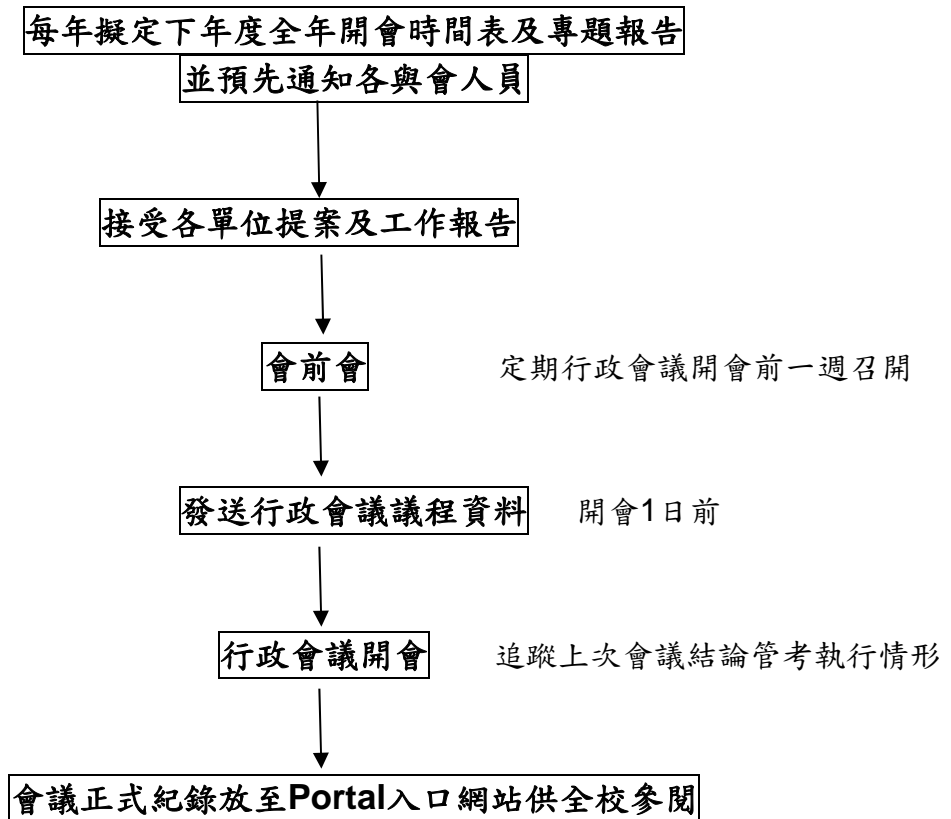 每年擬定下年度全年開會時間表及專題報告
並預先通知各與會人員
接受各單位提案及工作報告
會前會
定期行政會議開會前一週召開
發送行政會議議程資料
開會1日前
行政會議開會
追蹤上次會議結論管考執行情形
會議正式紀錄放至Portal入口網站供全校參閱